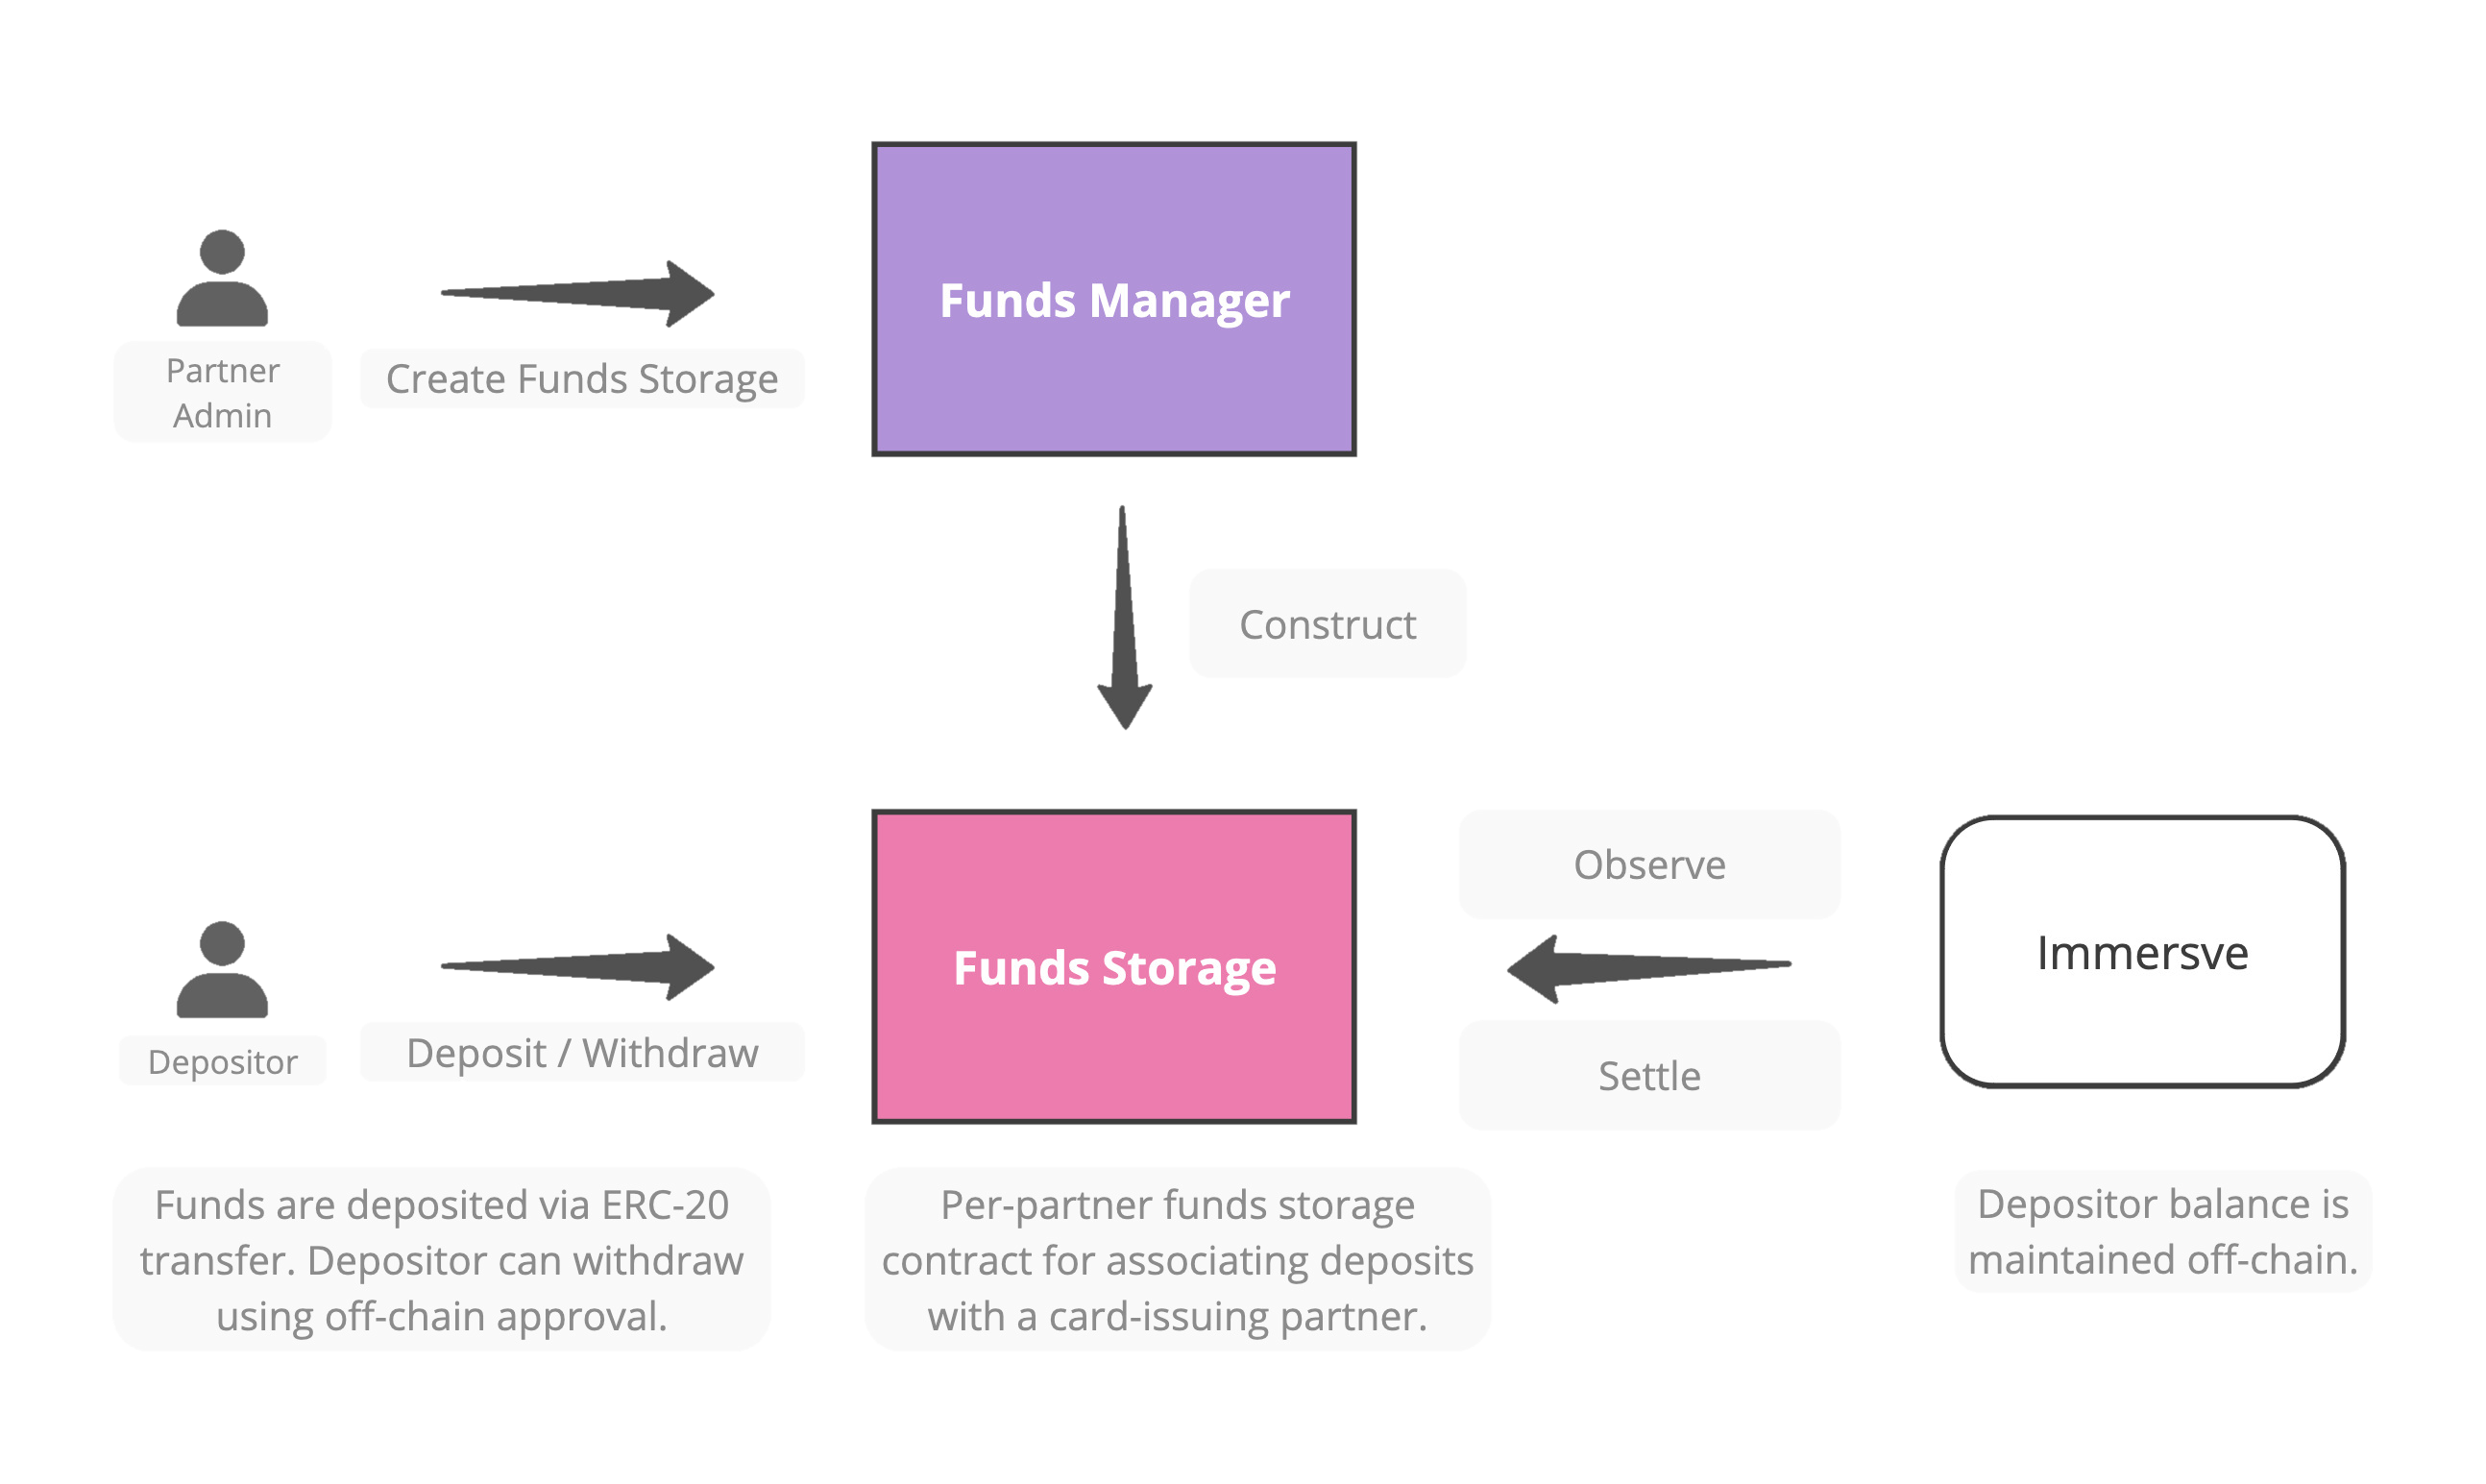 Funds Manager
Partner
Admin
Create Funds Storage
Construct
Observe
Immersve
Funds Storage
Depositor
Deposit / Withdraw
Settle
Funds are deposited via ERC-20
transfer. Depositor can withdraw
using off-chain approval.
Per-partner funds storage
contract for associating deposits
with a card-issuing partner.
Depositor balance is
maintained off-chain.